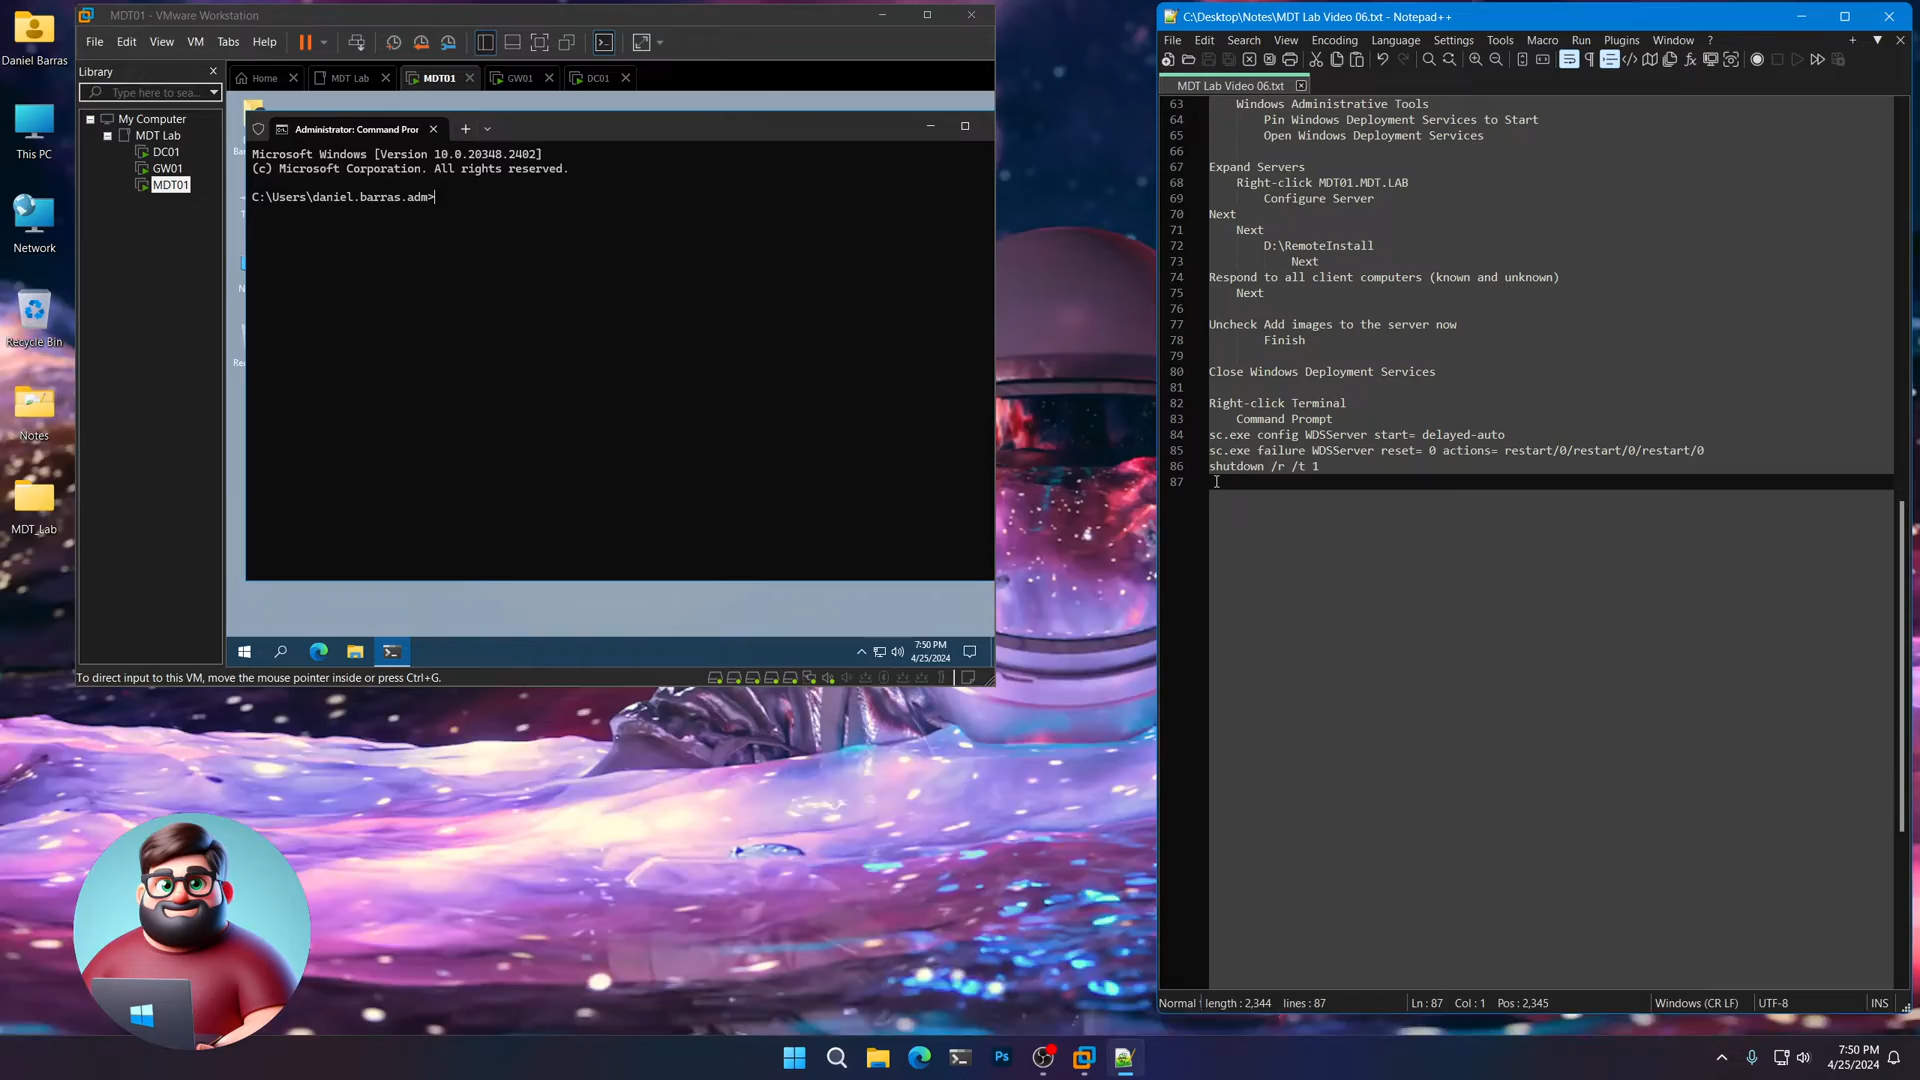 Daniel Barras
This PC
Network
Recycle Bin
Notes
MDT_Lab
MDT01 - VMware Workstation
File Edit View VM Tabs Help
Library
Type here to sea...
My Computer
MDT Lab
DC01
GW01
MDT01
Home
MDT Lab
MDT01
GW01
DC01
Administrator: Command Pror
Microsoft Windows [Version 10.0.20348.2402]
(c) Microsoft Corporation. All rights reserved.
C:\Users\daniel.barras.adm>
7:50 PM
4/25/2024
To direct input to this VM, move the mouse pointer inside or press Ctrl+G.
C:\Desktop\Notes\MDT Lab Video 06.txt - Notepad++
File Edit Search View Encoding Language Settings Tools Macro Run Plugins Window ?
MDT Lab Video 06.txt
63 Windows Administrative Tools
64 Pin Windows Deployment Services to Start
65 Open Windows Deployment Services
66
67 Expand Servers
68 Right-click MDT01.MDT.LAB
69 Configure Server
70 Next
71 Next
72 D:\RemoteInstall
73 Next
74 Respond to all client computers (known and unknown)
75 Next
76
77 Uncheck Add images to the server now
78 Finish
79
80 Close Windows Deployment Services
81
82 Right-click Terminal
83 Command Prompt
84 sc.exe config WDSServer start= delayed-auto
85 sc.exe failure WDSServer reset= 0 actions= restart/0/restart/0/restart/0
86 shutdown /r /t 1
87
Normal length : 2,344 lines : 87 Ln : 87 Col : 1 Pos : 2,345 Windows (CR LF) UTF-8 INS
Ps
7:50 PM
4/25/2024